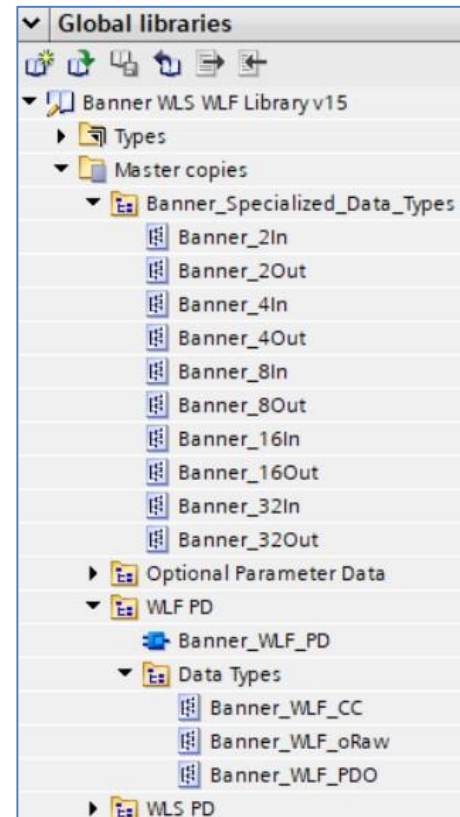 Global libraries
Banner WLS WLF Library v15
Types
Master copies
Banner_Specialized_Data_Types
Banner_2In
Banner_2Out
Banner_4In
Banner_4Out
Banner_8In
Banner_8Out
Banner_16In
Banner_16Out
Banner_32In
Banner_32Out
Optional Parameter Data
WLF PD
Banner_WLF_PD
Data Types
Banner_WLF_CC
Banner_WLF_oRaw
Banner_WLF_PDO
WLS PD